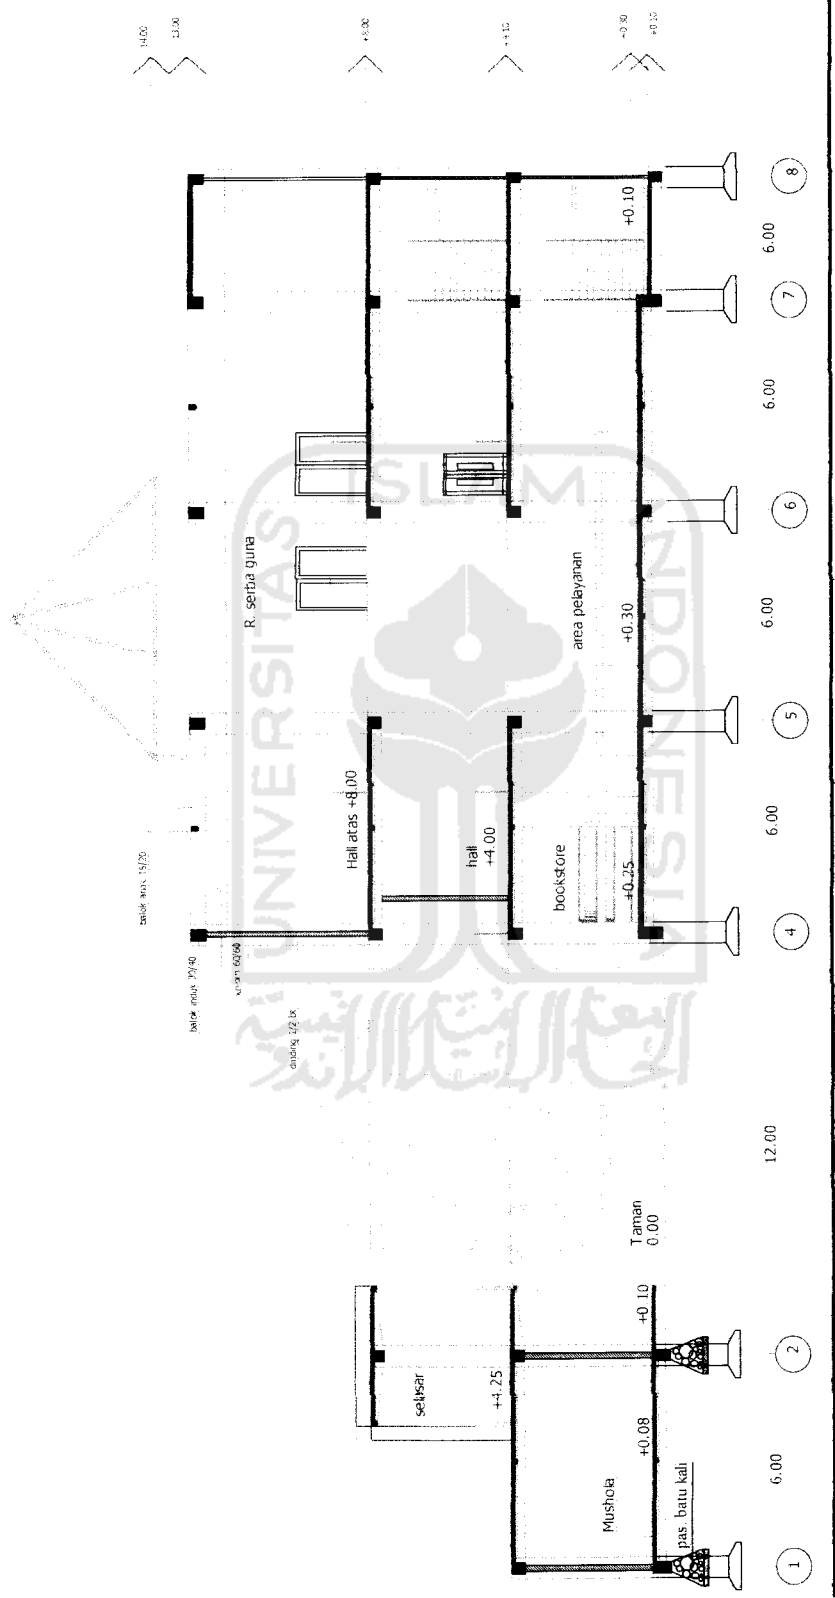 14.00
13.00
+8.00
+4.10
+0.30
+0.10
balok anak 15/20
balok induk 30/40
kolom 60/60
dinding 1/2 bt
R. serba guna
Hall atas +8.00
hall
+4.00
area pelayanan
+0.30
+0.10
bookstore
+0.25
selasar
+4.25
Taman
0.00
+0.10
Mushola
+0.08
pas. batu kali
6.00
12.00
6.00
6.00
6.00
6.00
1
2
4
5
6
7
8
UNIVERSITAS
ISLAM
INDONESIA